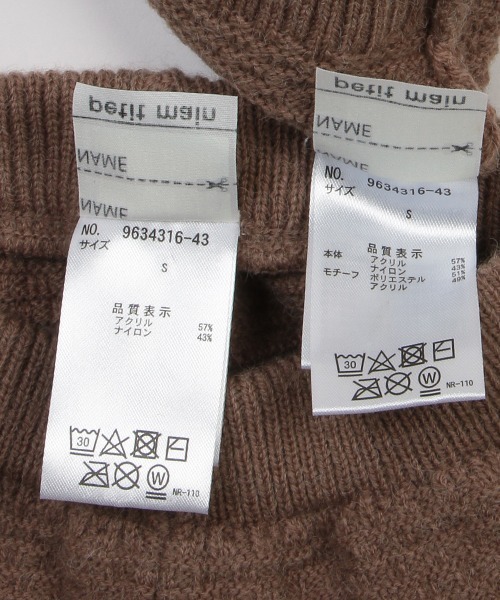 petit main
NAME
NAME
NO. 9634316-43
サイズ
S
品質表示
アクリル 57%
ナイロン 43%
30
W
NR-110
petit main
NAME
NO. 9634316-43
サイズ
S
品質表示
本体 アクリル 57%
ナイロン 43%
モチーフ ポリエステル 51%
アクリル 49%
30
W
NR-110